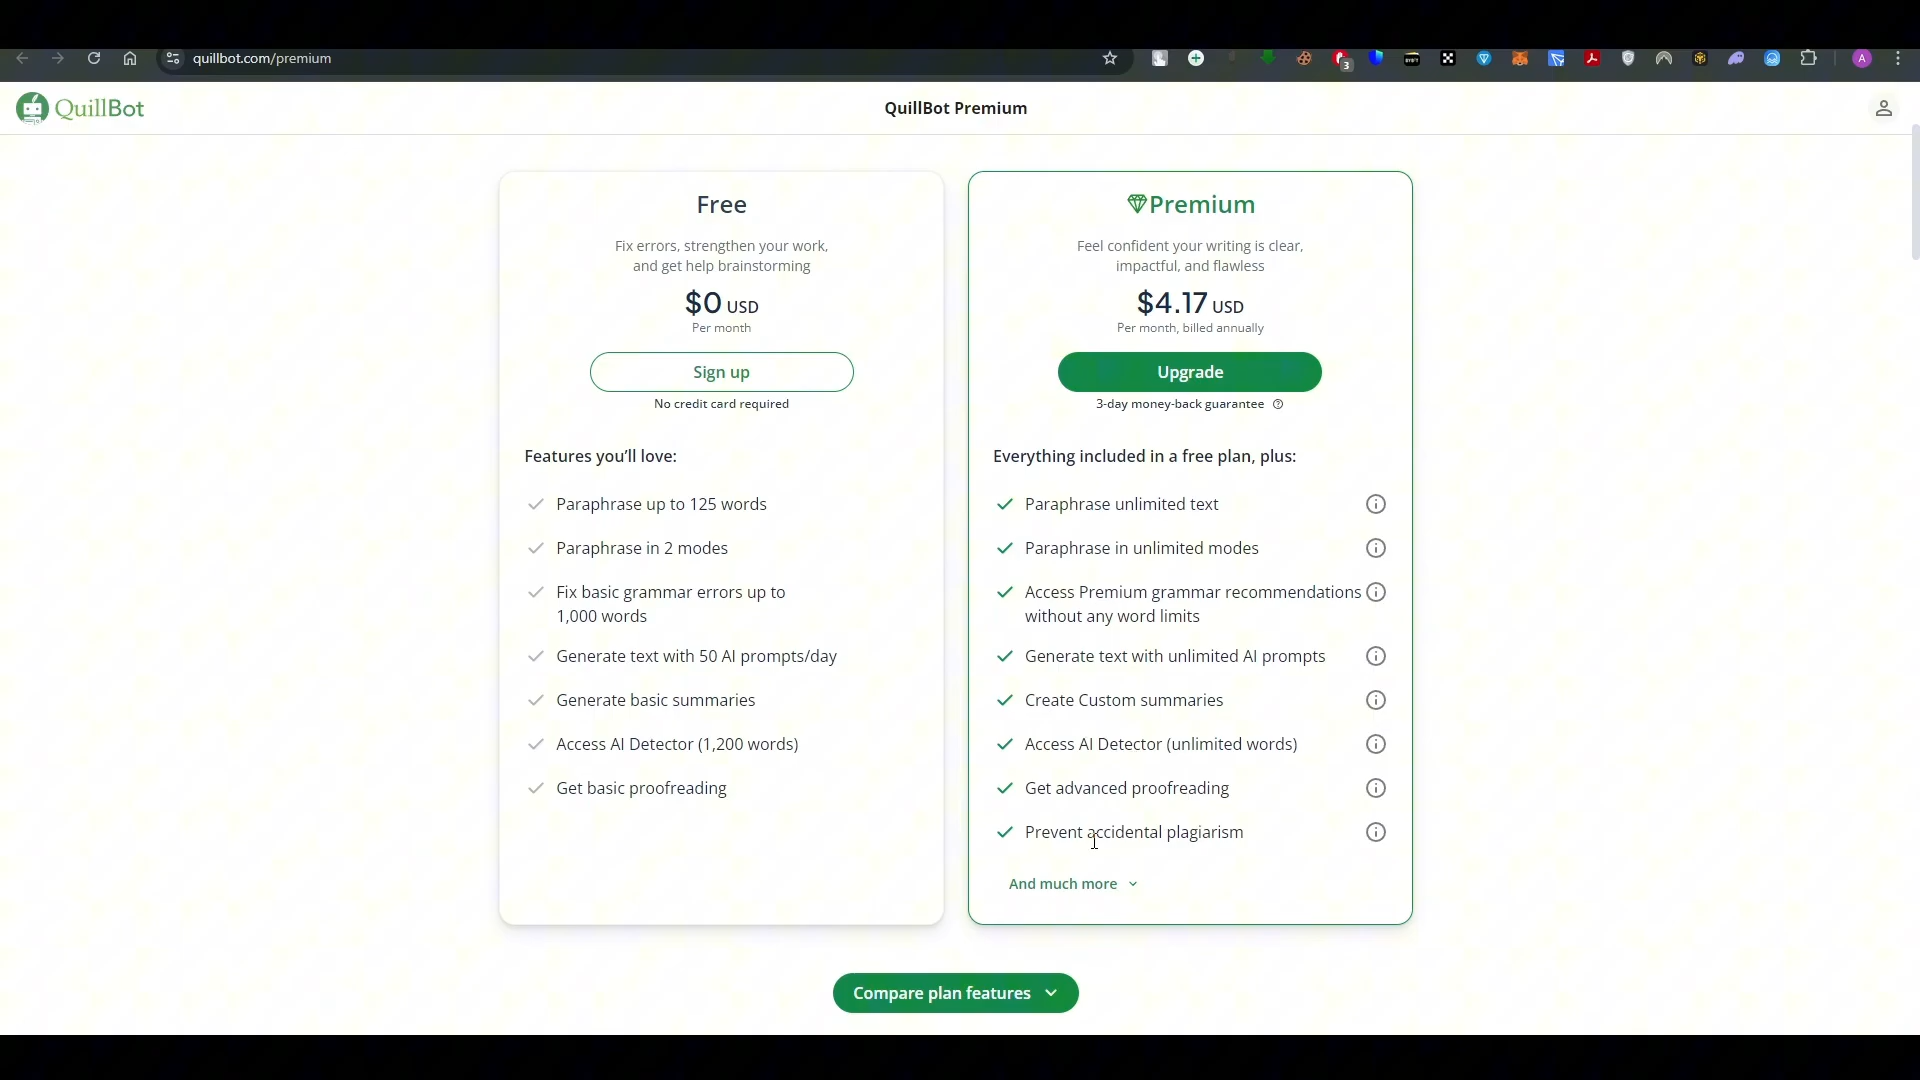 quillbot.com/premium
3
A
QuillBot
QuillBot Premium
Free
Fix errors, strengthen your work,
and get help brainstorming
$0 USD
Per month
Sign up
No credit card required
Features you'll love:
Paraphrase up to 125 words
Paraphrase in 2 modes
Fix basic grammar errors up to
1,000 words
Generate text with 50 AI prompts/day
Generate basic summaries
Access AI Detector (1,200 words)
Get basic proofreading
Premium
Feel confident your writing is clear,
impactful, and flawless
$4.17 USD
Per month, billed annually
Upgrade
3-day money-back guarantee
Everything included in a free plan, plus:
Paraphrase unlimited text
Paraphrase in unlimited modes
Access Premium grammar recommendations
without any word limits
Generate text with unlimited AI prompts
Create Custom summaries
Access AI Detector (unlimited words)
Get advanced proofreading
Prevent accidental plagiarism
And much more
Compare plan features